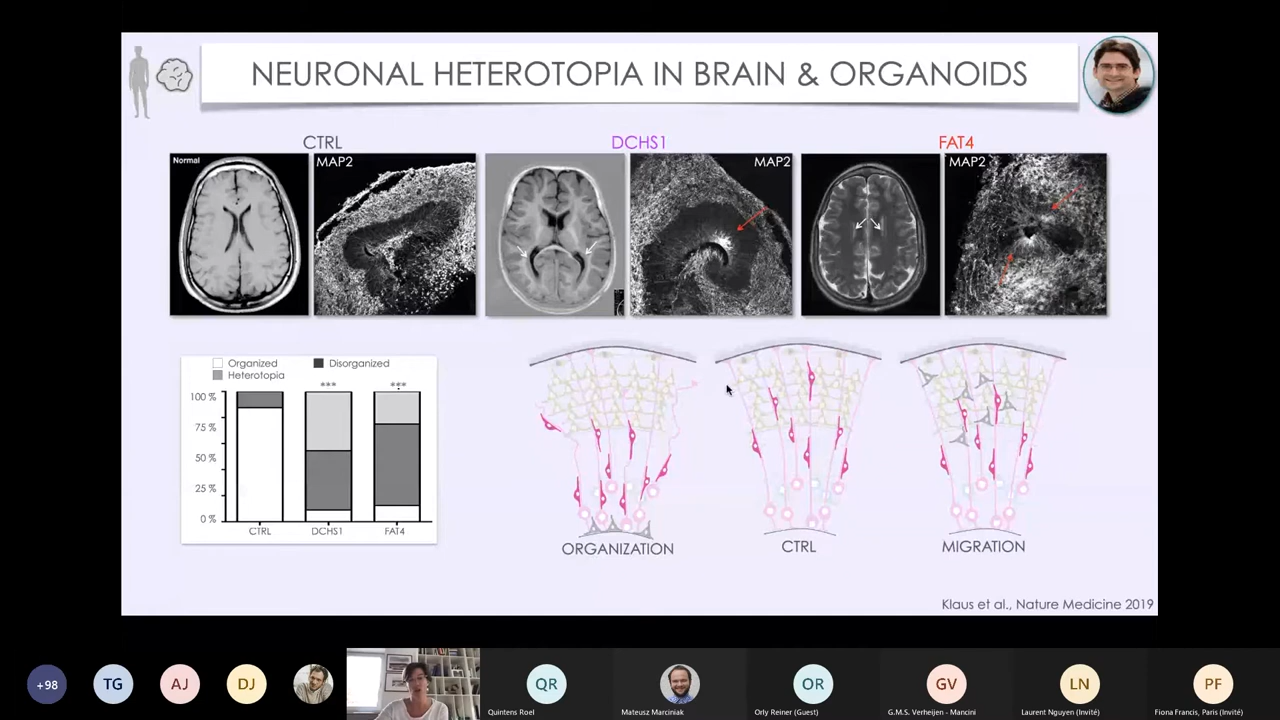 NEURONAL HETEROTOPIA IN BRAIN & ORGANOIDS
CTRL
DCHS1
FAT4
Normal
MAP2
MAP2
MAP2
Organized
Disorganized
Heterotopia
***
***
100 %
75 %
50 %
25 %
0 %
CTRL
DCHS1
FAT4
ORGANIZATION
CTRL
MIGRATION
Klaus et al., Nature Medicine 2019
+98
TG
AJ
DJ
QR
OR
GV
LN
PF
Quintens Roel
Mateusz Marciniak
Orly Reiner (Guest)
G.M.S. Verheijen - Mancini
Laurent Nguyen (Invité)
Fiona Francis, Paris (Invité)